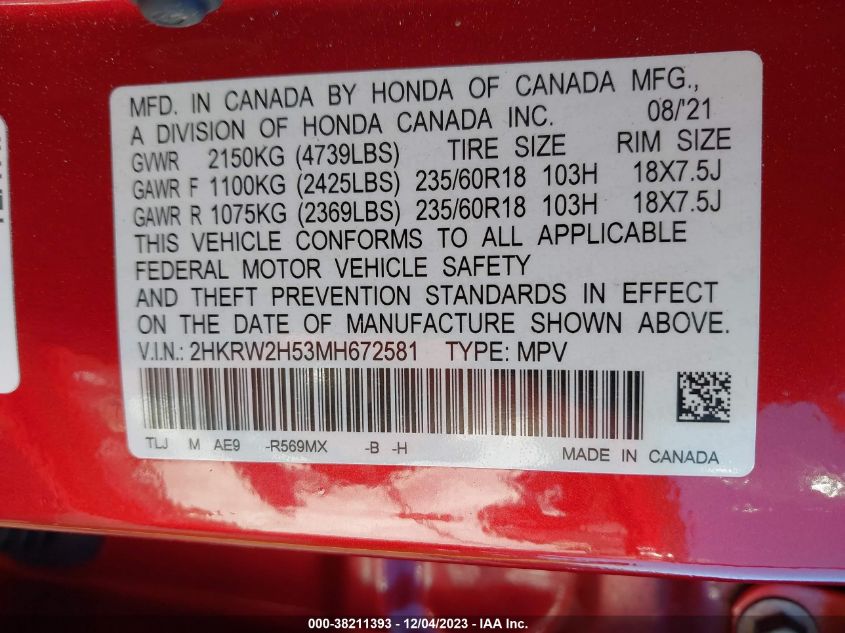 MFD. IN CANADA BY HONDA OF CANADA MFG.,
A DIVISION OF HONDA CANADA INC. 08/'21
GVWR 2150KG (4739LBS) TIRE SIZE RIM SIZE
GAWR F 1100KG (2425LBS) 235/60R18 103H 18X7.5J
GAWR R 1075KG (2369LBS) 235/60R18 103H 18X7.5J
THIS VEHICLE CONFORMS TO ALL APPLICABLE
FEDERAL MOTOR VEHICLE SAFETY
AND THEFT PREVENTION STANDARDS IN EFFECT
ON THE DATE OF MANUFACTURE SHOWN ABOVE.
V.I.N.: 2HKRW2H53MH672581 TYPE: MPV
TLJ M AE9 -R569MX -B -H MADE IN CANADA
000-38211393 - 12/04/2023 - IAA Inc.